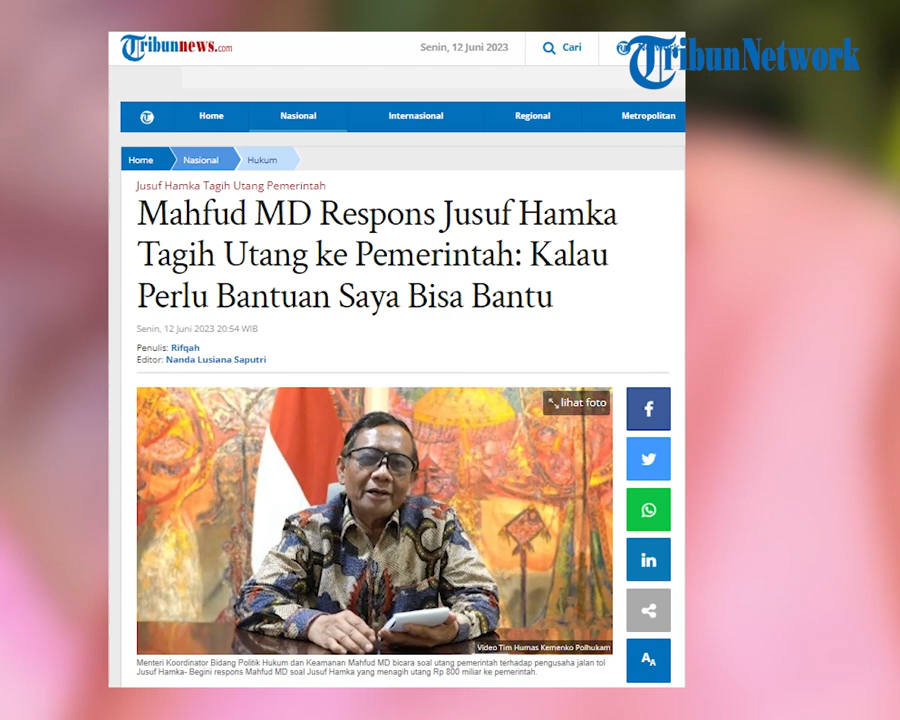 Tribunnews.com
Senin, 12 Juni 2023
Cari
TribunNetwork
Home
Nasional
Internasional
Regional
Metropolitan
Home
Nasional
Hukum
Jusuf Hamka Tagih Utang Pemerintah
Mahfud MD Respons Jusuf Hamka
Tagih Utang ke Pemerintah: Kalau
Perlu Bantuan Saya Bisa Bantu
Senin, 12 Juni 2023 20:54 WIB
Penulis: Rifqah
Editor: Nanda Lusiana Saputri
lihat foto
Video Tim Humas Kemenko Polhukam
Menteri Koordinator Bidang Politik Hukum dan Keamanan Mahfud MD bicara soal utang pemerintah terhadap pengusaha jalan tol
Jusuf Hamka- Begini respons Mahfud MD soal Jusuf Hamka yang menagih utang Rp 800 miliar ke pemerintah.